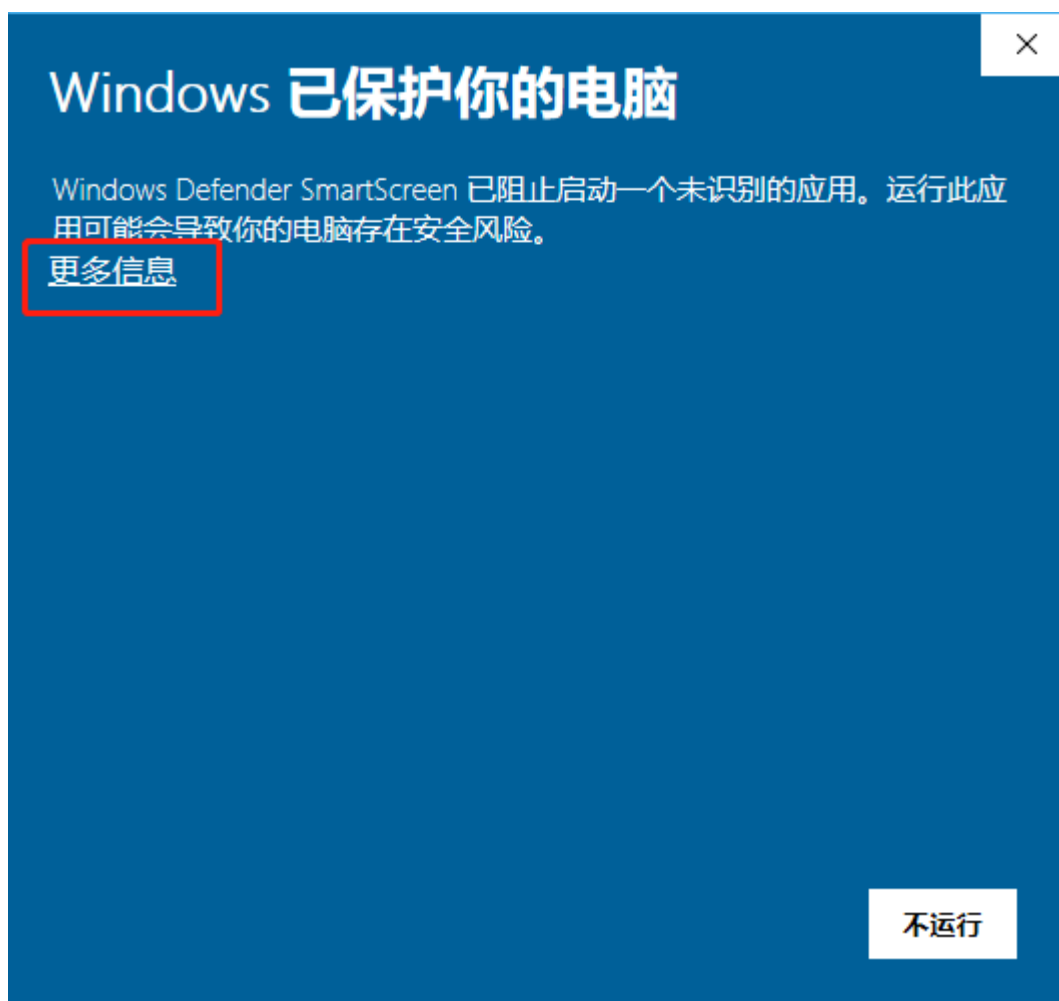 Windows 已保护你的电脑
Windows Defender SmartScreen 已阻止启动一个未识别的应用。运行此应
用可能会导致你的电脑存在安全风险。
更多信息
不运行